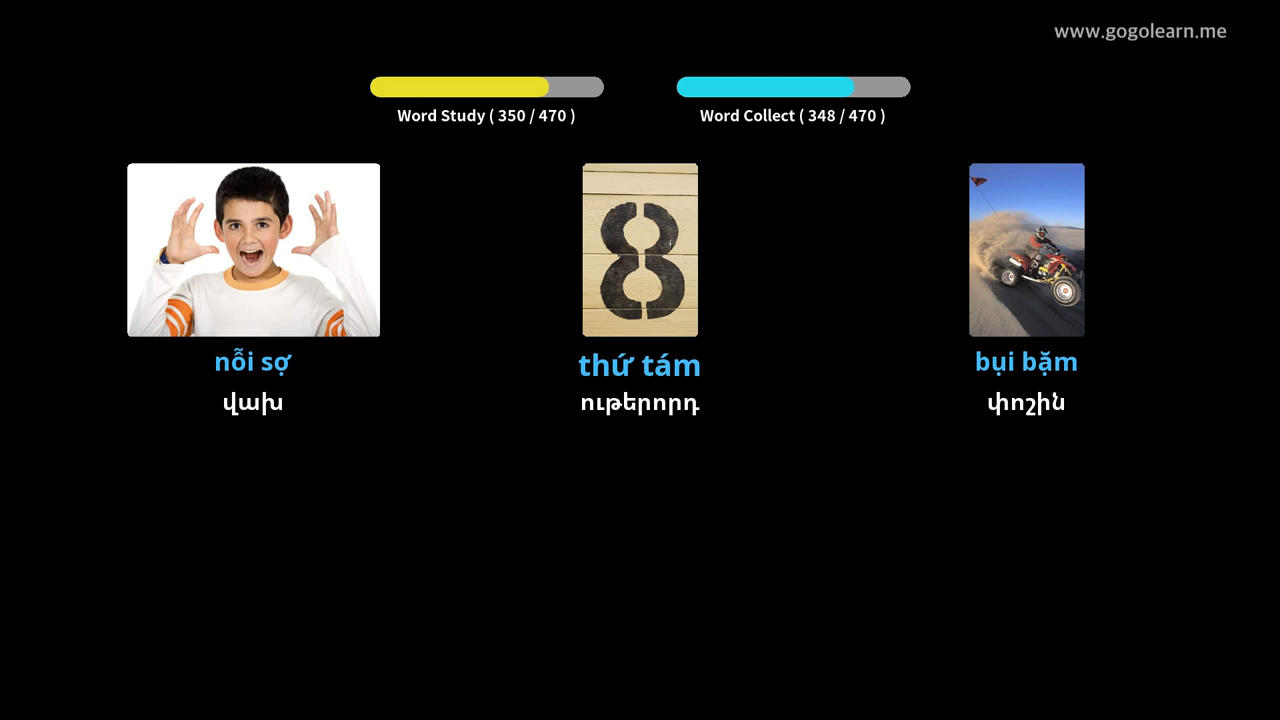 www.gogolearn.me
Word Study ( 350 / 470 )
Word Collect ( 348 / 470 )
8
nỗi sợ
վախ
thứ tám
ութերորդ
bụi bặm
փոշին